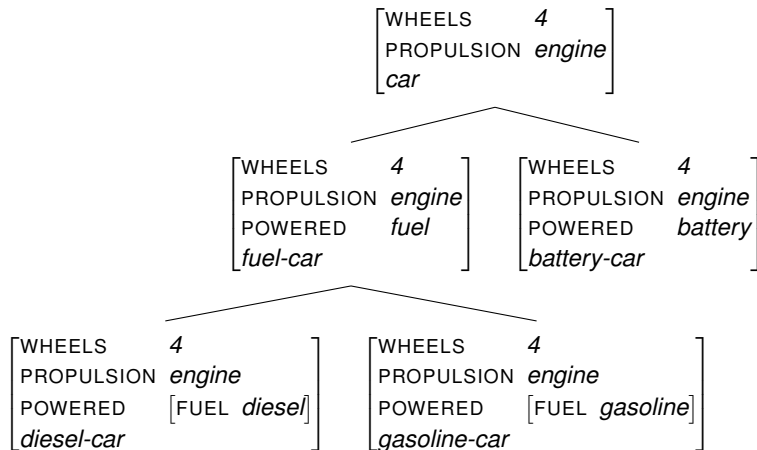 WHEELS 4
PROPULSION engine
car
WHEELS 4
PROPULSION engine
POWERED fuel
fuel-car
WHEELS 4
PROPULSION engine
POWERED battery
battery-car
WHEELS 4
PROPULSION engine
POWERED [FUEL diesel]
diesel-car
WHEELS 4
PROPULSION engine
POWERED [FUEL gasoline]
gasoline-car